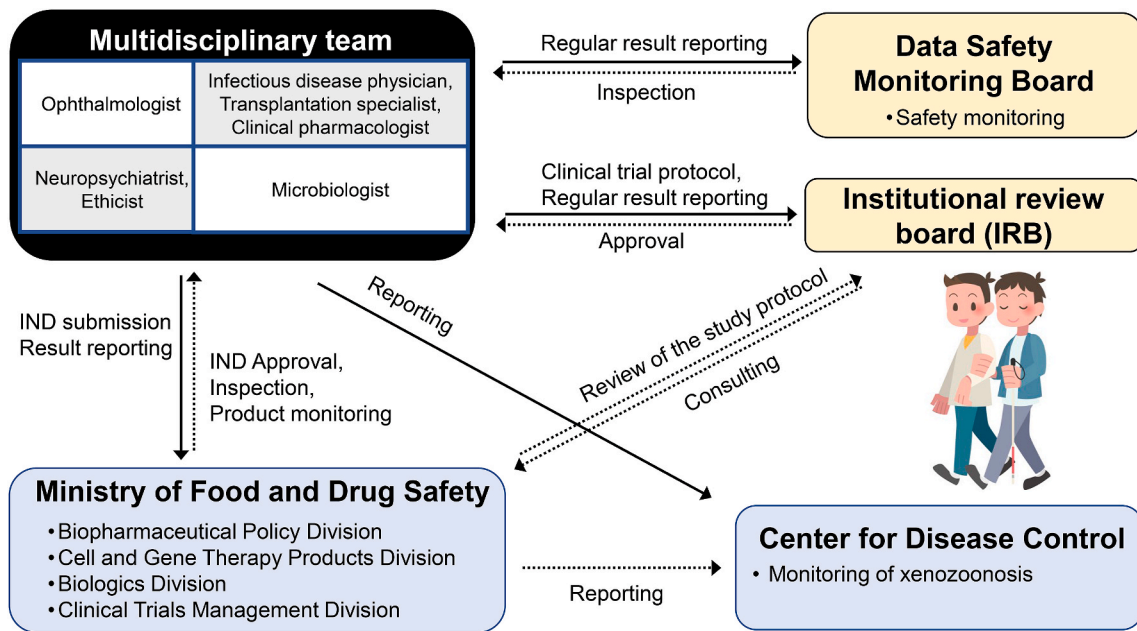 Multidisciplinary team
Ophthalmologist
Infectious disease physician,
Transplantation specialist,
Clinical pharmacologist
Neuropsychiatrist,
Ethicist
Microbiologist
Regular result reporting
Inspection
Data Safety
Monitoring Board
•Safety monitoring
Clinical trial protocol,
Regular result reporting
Approval
Institutional review
board (IRB)
IND submission
Result reporting
IND Approval,
Inspection,
Product monitoring
Reporting
Review of the study protocol
Consulting
Ministry of Food and Drug Safety
•Biopharmaceutical Policy Division
•Cell and Gene Therapy Products Division
•Biologics Division
•Clinical Trials Management Division
Reporting
Center for Disease Control
• Monitoring of xenozoonosis